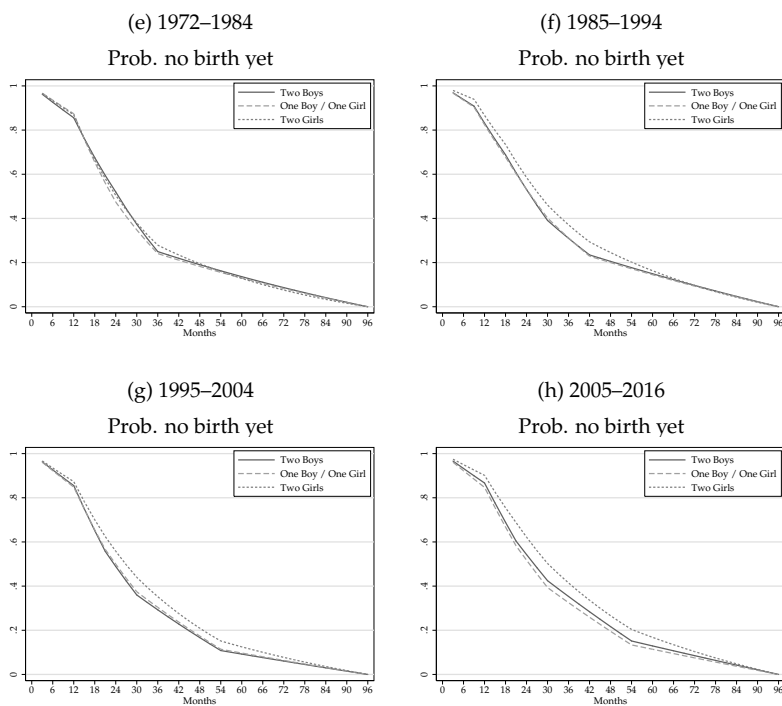 (e) 1972–1984
Prob. no birth yet
Two Boys
One Boy / One Girl
Two Girls
1
.8
.6
.4
.2
0
0 6 12 18 24 30 36 42 48 54 60 66 72 78 84 90 96
Months
(f) 1985–1994
Prob. no birth yet
Two Boys
One Boy / One Girl
Two Girls
1
.8
.6
.4
.2
0
0 6 12 18 24 30 36 42 48 54 60 66 72 78 84 90 96
Months
(g) 1995–2004
Prob. no birth yet
Two Boys
One Boy / One Girl
Two Girls
1
.8
.6
.4
.2
0
0 6 12 18 24 30 36 42 48 54 60 66 72 78 84 90 96
Months
(h) 2005–2016
Prob. no birth yet
Two Boys
One Boy / One Girl
Two Girls
1
.8
.6
.4
.2
0
0 6 12 18 24 30 36 42 48 54 60 66 72 78 84 90 96
Months